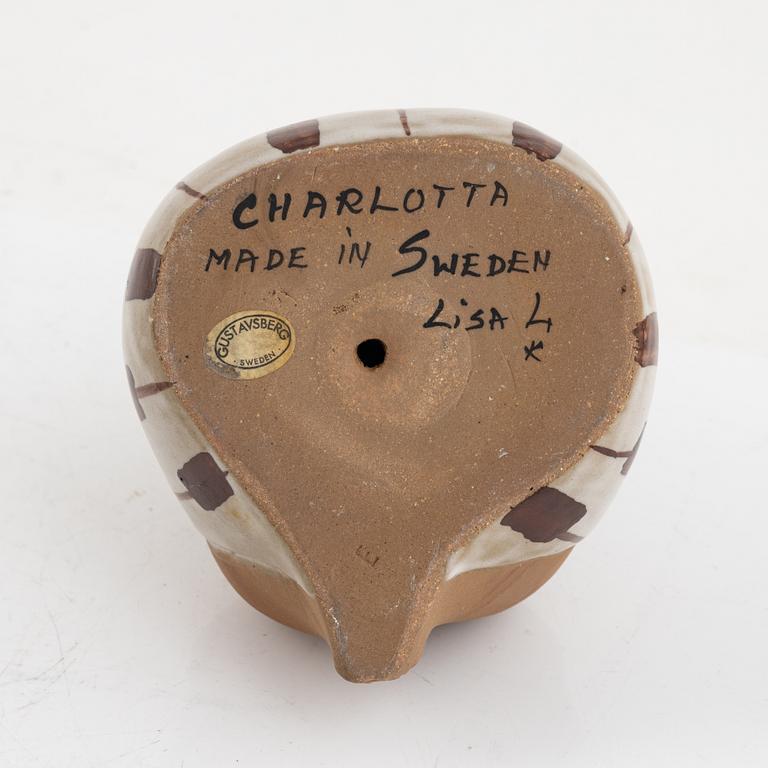 CHARLOTTA
MADE iN SWEDEN
LiSA L
*
GUSTAVSBERG
· SWEDEN ·